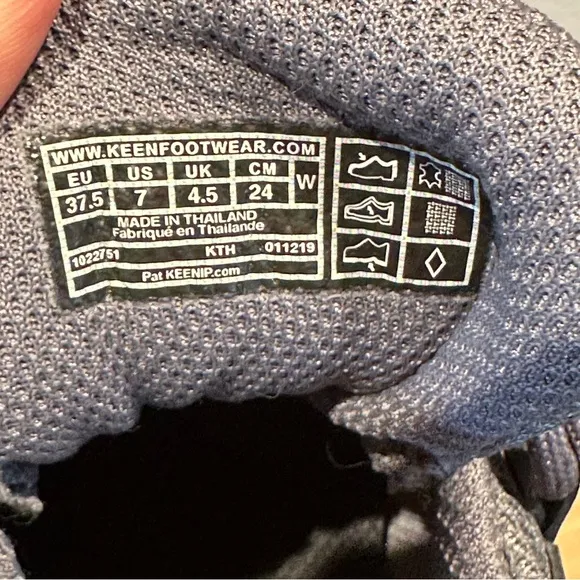 WWW.KEENFOOTWEAR.COM
EU US UK CM W
37.5 7 4.5 24
MADE IN THAILAND
Fabriqué en Thailande
1022751 KTH 011219
Pat KEENIP.com